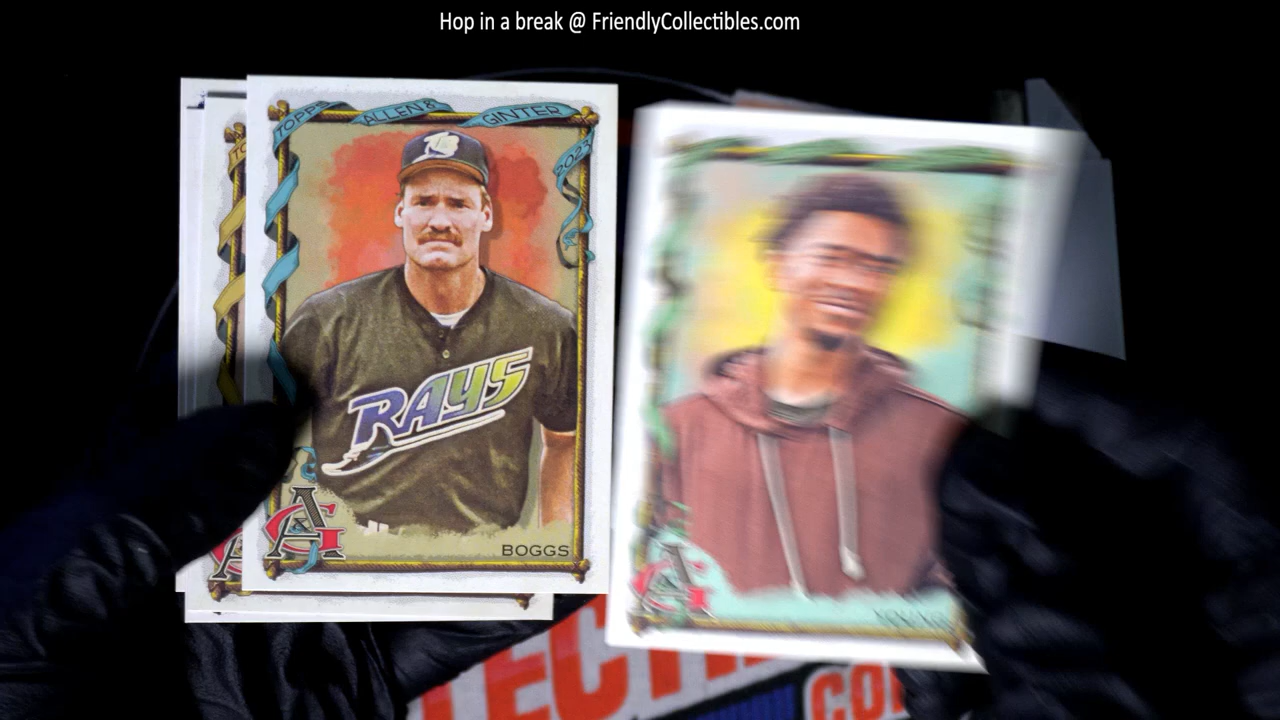 Hop in a break @ FriendlyCollectibles.com
TOPPS ALLEN & GINTER 2023
RAYS
A&G
BOGGS